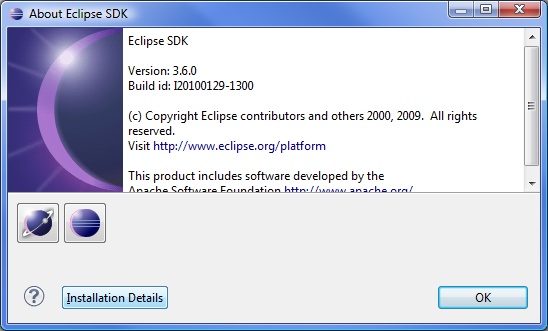 About Eclipse SDK
Eclipse SDK
Version: 3.6.0
Build id: I20100129-1300
(c) Copyright Eclipse contributors and others 2000, 2009.  All rights
reserved.
Visit http://www.eclipse.org/platform
This product includes software developed by the
Apache Software Foundation http://www.apache.org/
?
Installation Details
OK